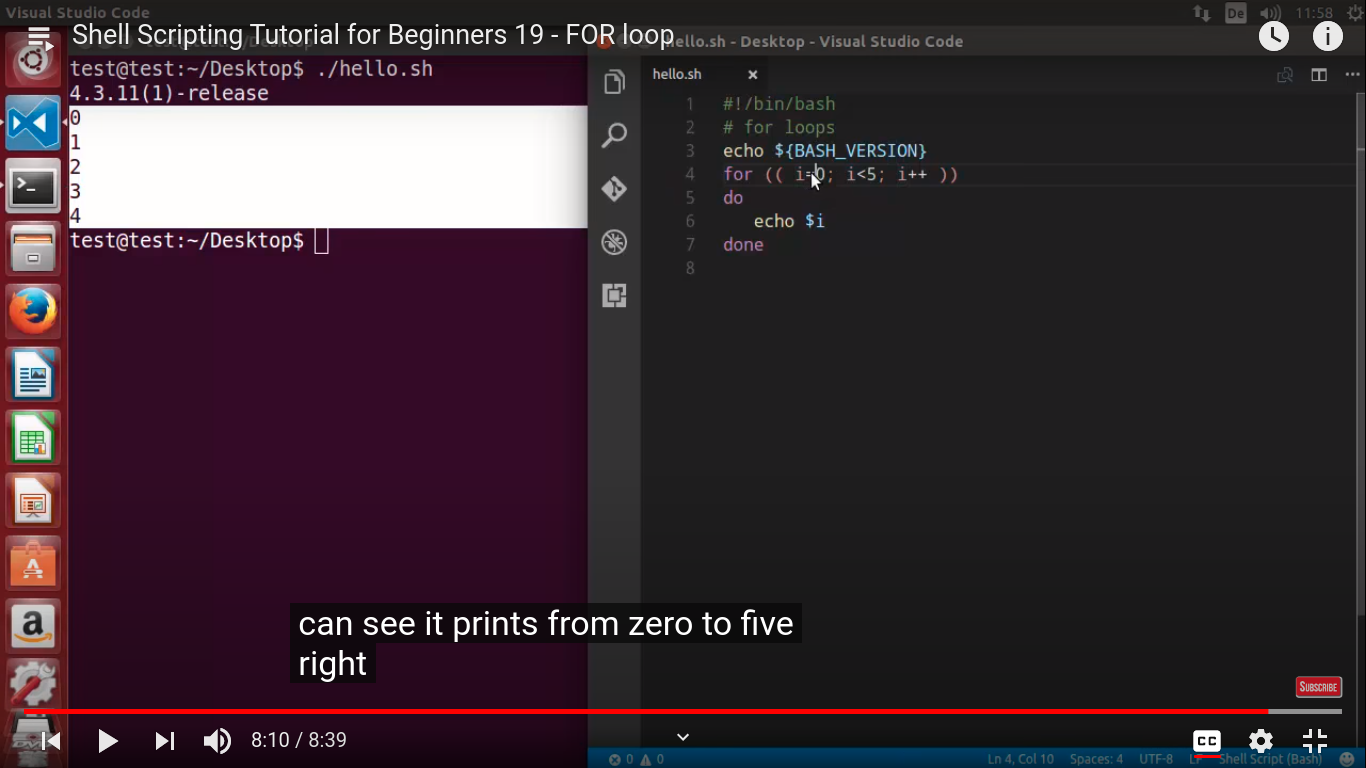 Visual Studio Code
De
11:58
Shell Scripting Tutorial for Beginners 19 - FOR loop
hello.sh - Desktop - Visual Studio Code
test@test:~/Desktop$ ./hello.sh
4.3.11(1)-release
0
1
2
3
4
test@test:~/Desktop$
hello.sh
1 #!/bin/bash
2 # for loops
3 echo ${BASH_VERSION}
4 for (( i=0; i<5; i++ ))
5 do
6 echo $i
7 done
8
can see it prints from zero to five
right
SUBSCRIBE
8:10 / 8:39
CC
0 0
Ln 4, Col 10 Spaces: 4 UTF-8 LF Shell Script (Bash)